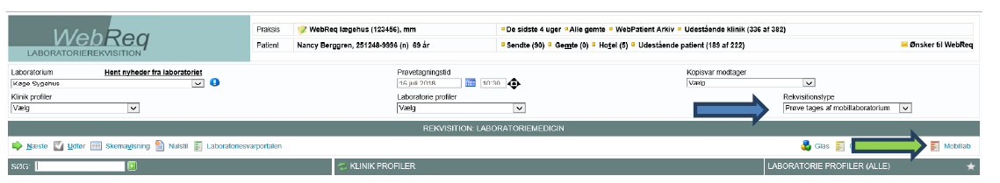 WebReq
LABORATORIEREKVISITION
Praksis WebReq lægehus (123456), mm De sidste 4 uger Alle gemte WebPatient Arkiv Udestående klinik (336 af 382)
Patient Nancy Berggren, 251248-9996 (n) 69 år Sendte (90) Gemte (0) Hotel (5) Udestående patient (189 af 222) Ønsker til WebReq
Laboratorium Hent nyheder fra laboratoriet Prøvetagningstid Kopisvar modtager
Køge Sygehus 16 juli 2018 10:30 Vælg
Klinik profiler Laboratorie profiler Rekvisitionstype
Vælg Vælg Prøve tages af mobillaboratorium
REKVISITION: LABORATORIEMEDICIN
Næste Udfør Skemavisning Nulstil Laboratoriesvarportalen Glas Mobillab
SØG: KLINIK PROFILER LABORATORIE PROFILER (ALLE)